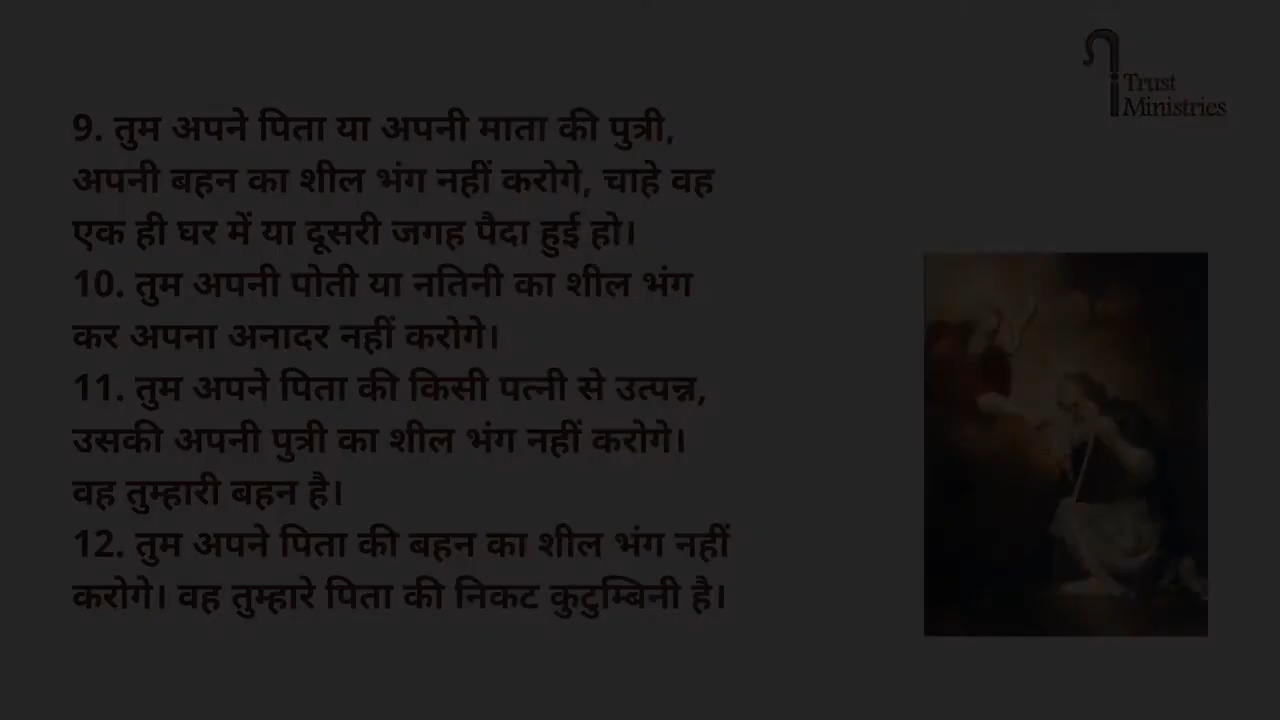 Trust
Ministries
9. तुम अपने पिता या अपनी माता की पुत्री,
अपनी बहन का शील भंग नहीं करोगे, चाहे वह
एक ही घर में या दूसरी जगह पैदा हुई हो।
10. तुम अपनी पोती या नतिनी का शील भंग
कर अपना अनादर नहीं करोगे।
11. तुम अपने पिता की किसी पत्नी से उत्पन्न,
उसकी अपनी पुत्री का शील भंग नहीं करोगे।
वह तुम्हारी बहन है।
12. तुम अपने पिता की बहन का शील भंग नहीं
करोगे। वह तुम्हारे पिता की निकट कुटुम्बिनी है।